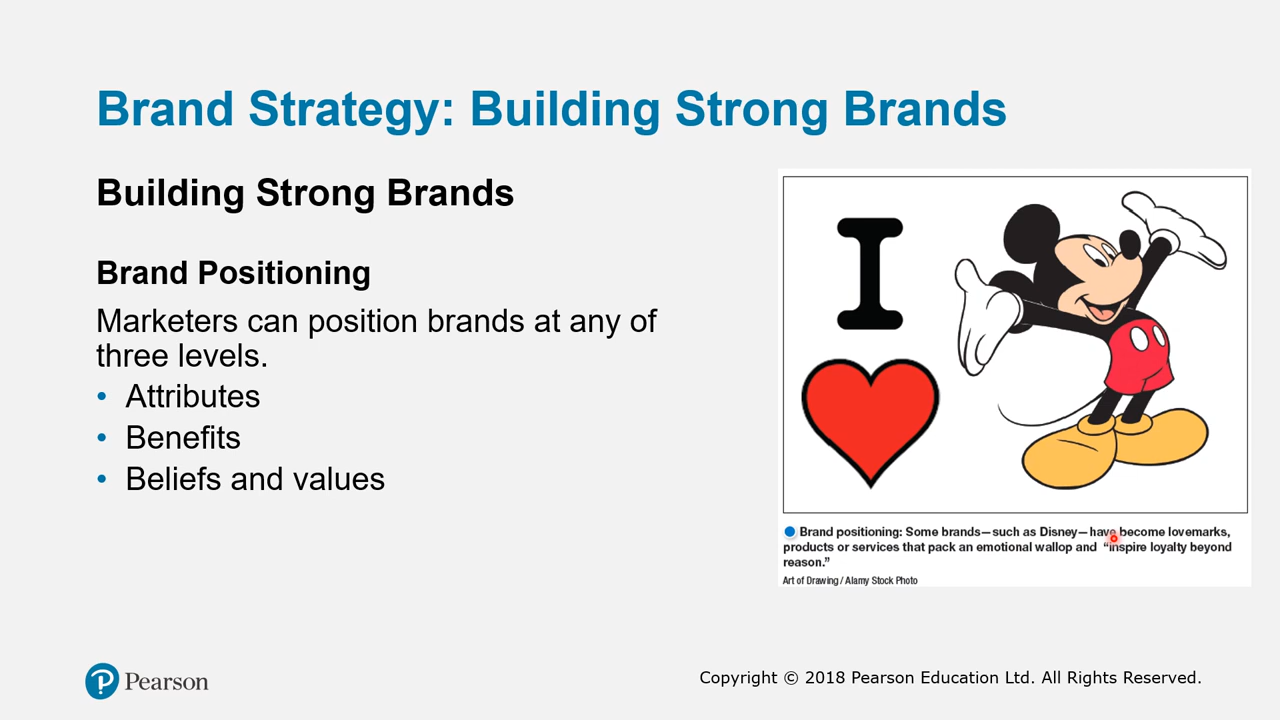 Brand Strategy: Building Strong Brands
Building Strong Brands
Brand Positioning
Marketers can position brands at any of
three levels.
• Attributes
• Benefits
• Beliefs and values
I
Brand positioning: Some brands—such as Disney—have become lovemarks,
products or services that pack an emotional wallop and “inspire loyalty beyond
reason.”
Art of Drawing / Alamy Stock Photo
P Pearson
Copyright © 2018 Pearson Education Ltd. All Rights Reserved.